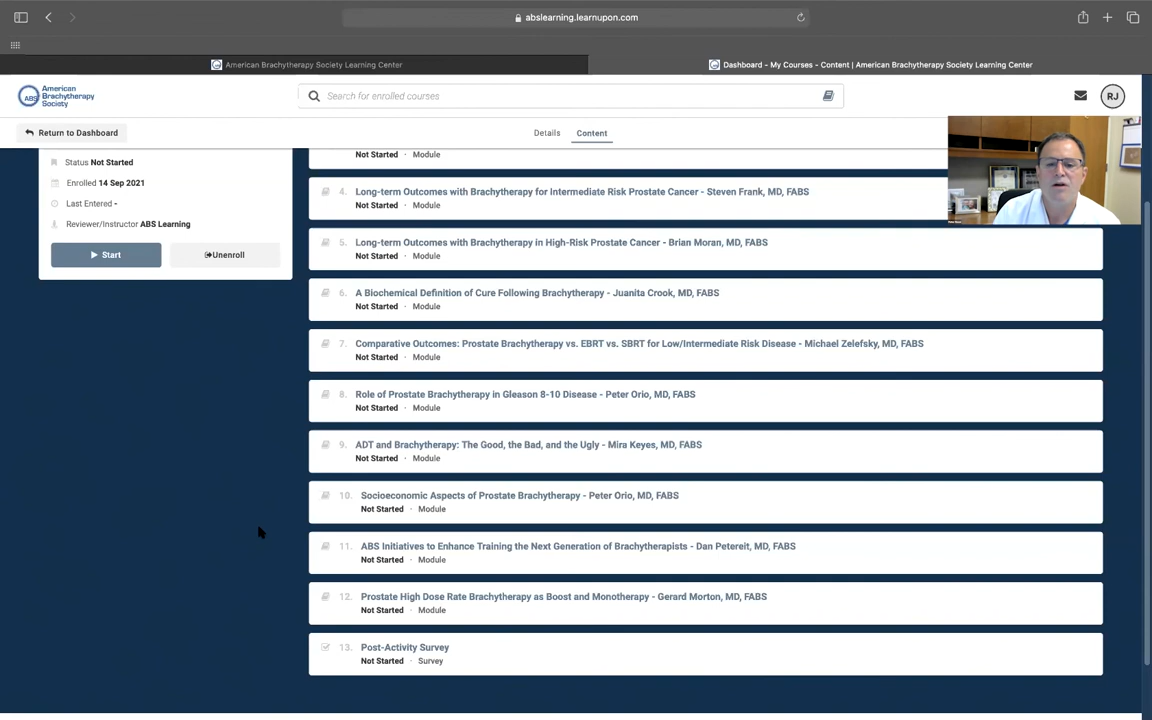 abslearning.learnupon.com
American Brachytherapy Society Learning Center
Dashboard - My Courses - Content | American Brachytherapy Society Learning Center
ABS
American
Brachytherapy
Society
Search for enrolled courses
RJ
Return to Dashboard
Details
Content
Status Not Started
Enrolled 14 Sep 2021
Last Entered -
Reviewer/Instructor ABS Learning
Start
Unenroll
Not Started · Module
4. Long-term Outcomes with Brachytherapy for Intermediate Risk Prostate Cancer - Steven Frank, MD, FABS
Not Started · Module
5. Long-term Outcomes with Brachytherapy in High-Risk Prostate Cancer - Brian Moran, MD, FABS
Not Started · Module
6. A Biochemical Definition of Cure Following Brachytherapy - Juanita Crook, MD, FABS
Not Started · Module
7. Comparative Outcomes: Prostate Brachytherapy vs. EBRT vs. SBRT for Low/Intermediate Risk Disease - Michael Zelefsky, MD, FABS
Not Started · Module
8. Role of Prostate Brachytherapy in Gleason 8-10 Disease - Peter Orio, MD, FABS
Not Started · Module
9. ADT and Brachytherapy: The Good, the Bad, and the Ugly - Mira Keyes, MD, FABS
Not Started · Module
10. Socioeconomic Aspects of Prostate Brachytherapy - Peter Orio, MD, FABS
Not Started · Module
11. ABS Initiatives to Enhance Training the Next Generation of Brachytherapists - Dan Petereit, MD, FABS
Not Started · Module
12. Prostate High Dose Rate Brachytherapy as Boost and Monotherapy - Gerard Morton, MD, FABS
Not Started · Module
13. Post-Activity Survey
Not Started · Survey